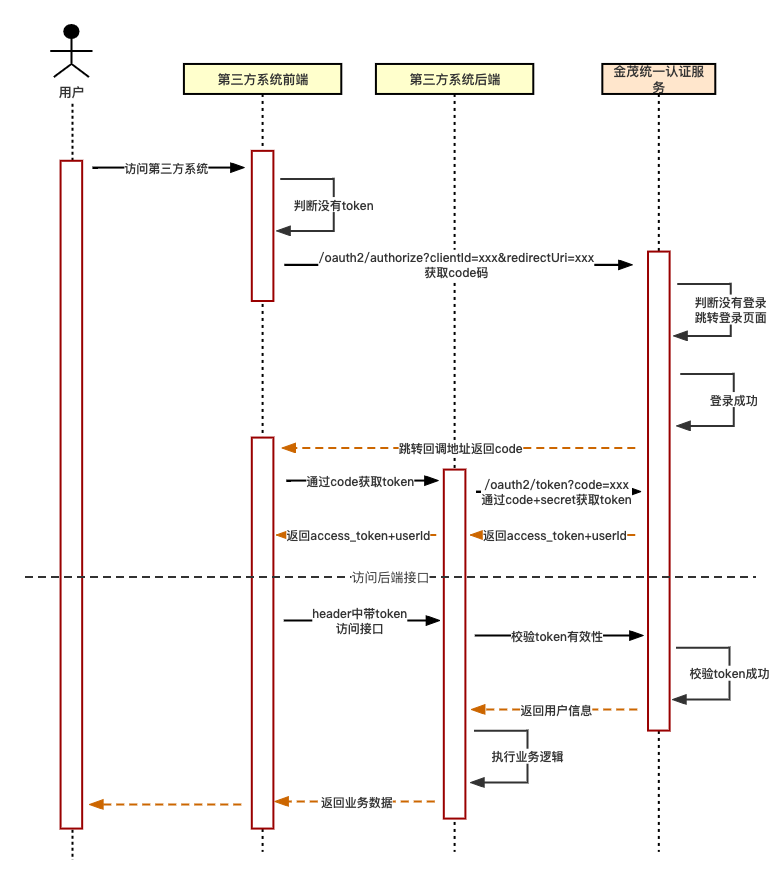 用户
第三方系统前端
第三方系统后端
金茂统一认证服
务
访问第三方系统
判断没有token
/oauth2/authorize?clientId=xxx&redirectUri=xxx
获取code码
判断没有登录
跳转登录页面
登录成功
跳转回调地址返回code
通过code获取token
/oauth2/token?code=xxx
通过code+secret获取token
返回access_token+userId
返回access_token+userId
访问后端接口
header中带token
访问接口
校验token有效性
校验token成功
返回用户信息
执行业务逻辑
返回业务数据